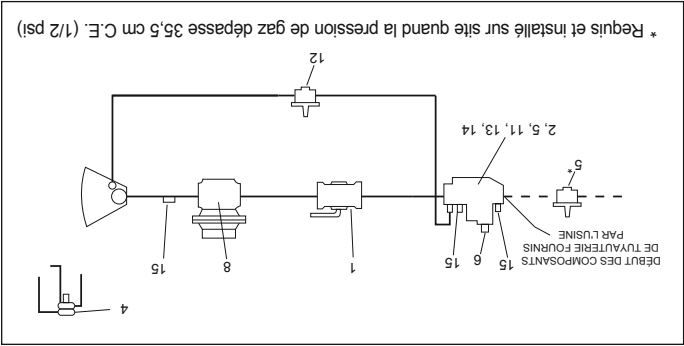 4
DÉBUT DES COMPOSANTS
DE TUYAUTERIE FOURNIS
PAR L'USINE
15
6
15
1
8
15
5*
2, 5, 11, 13, 14
12
* Requis et installé sur site quand la pression de gaz dépasse 35,5 cm C.E. (1/2 psi)